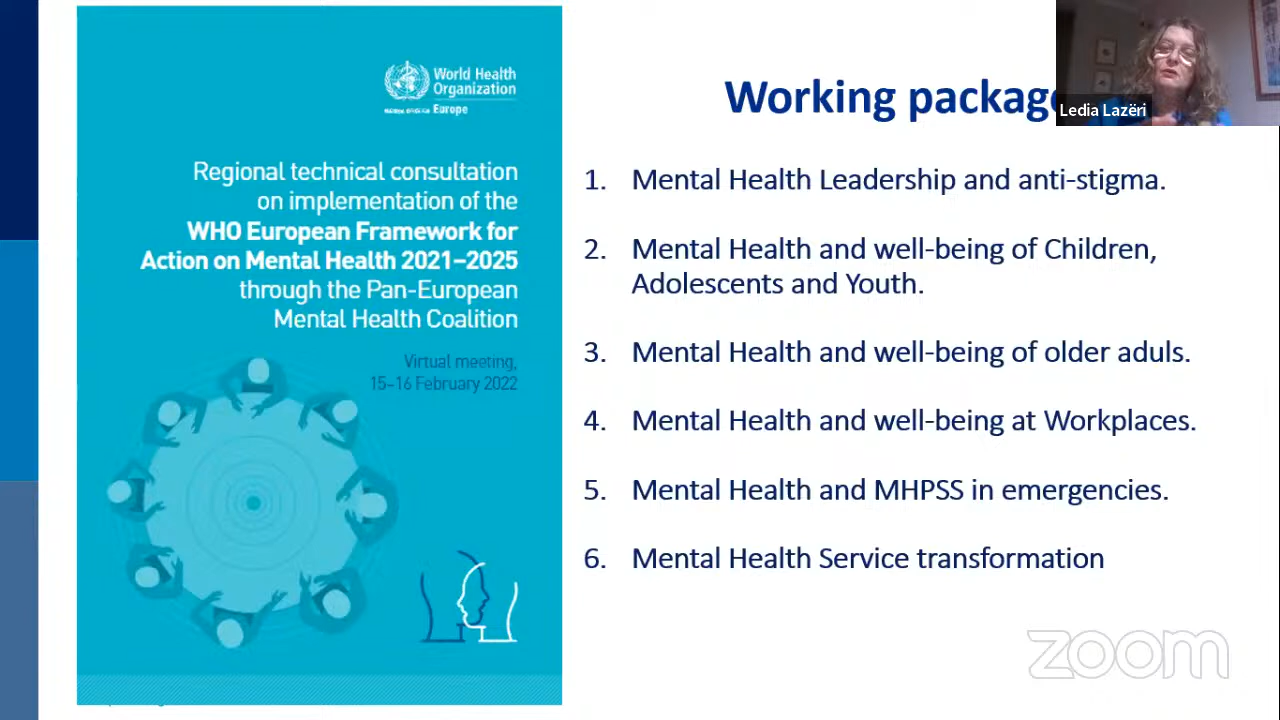 World Health
Organization
Europe
Regional technical consultation
on implementation of the
WHO European Framework for
Action on Mental Health 2021–2025
through the Pan-European
Mental Health Coalition
Virtual meeting,
15–16 February 2022
Working packag
Ledia Lazëri
1. Mental Health Leadership and anti-stigma.
2. Mental Health and well-being of Children,
Adolescents and Youth.
3. Mental Health and well-being of older aduls.
4. Mental Health and well-being at Workplaces.
5. Mental Health and MHPSS in emergencies.
6. Mental Health Service transformation
zoom